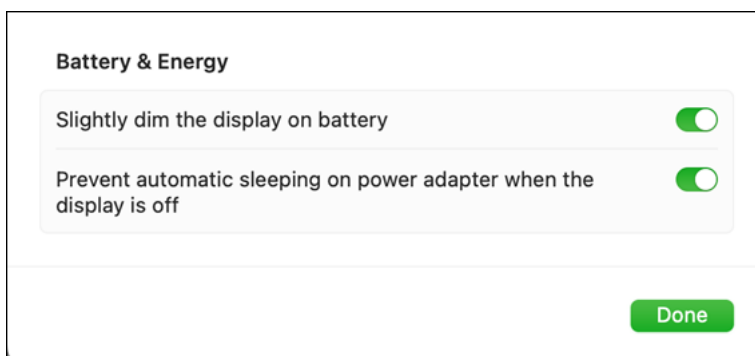 Battery & Energy
Slightly dim the display on battery
Prevent automatic sleeping on power adapter when the
display is off
Done